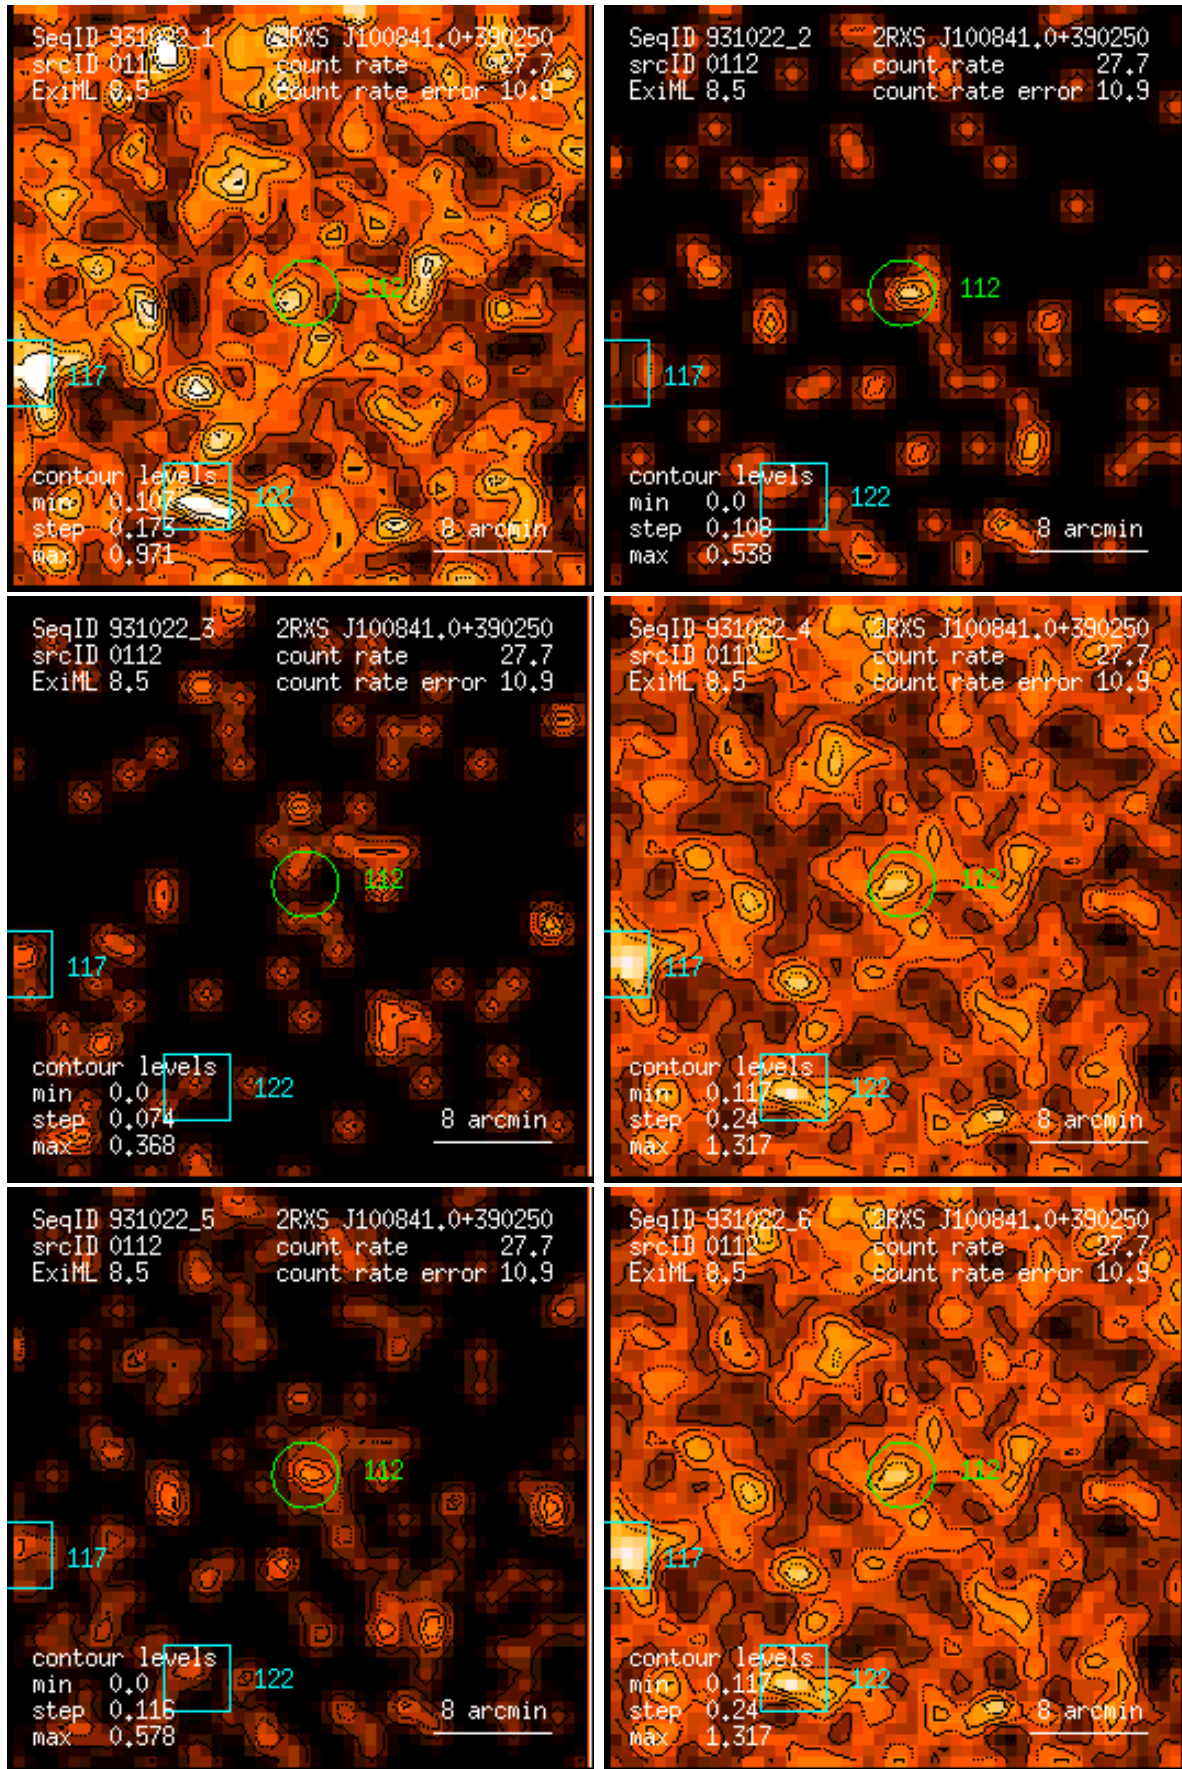 SeqID 931022_1 2RXS J100841.0+390250
srcID 0112 count rate 27.7
ExiML 8.5 count rate error 10.9
112
117
contour levels
122
min 0.107
step 0.173 8 arcmin
max 0.971
SeqID 931022_2 2RXS J100841.0+390250
srcID 0112 count rate 27.7
ExiML 8.5 count rate error 10.9
112
117
contour levels
122
min 0.0
step 0.108 8 arcmin
max 0.538
SeqID 931022_3 2RXS J100841.0+390250
srcID 0112 count rate 27.7
ExiML 8.5 count rate error 10.9
112
117
contour levels
122
min 0.0
step 0.074 8 arcmin
max 0.368
SeqID 931022_4 2RXS J100841.0+390250
srcID 0112 count rate 27.7
ExiML 8.5 count rate error 10.9
112
117
contour levels
122
min 0.117
step 0.24 8 arcmin
max 1.317
SeqID 931022_5 2RXS J100841.0+390250
srcID 0112 count rate 27.7
ExiML 8.5 count rate error 10.9
112
117
contour levels
122
min 0.0
step 0.116 8 arcmin
max 0.578
SeqID 931022_6 2RXS J100841.0+390250
srcID 0112 count rate 27.7
ExiML 8.5 count rate error 10.9
112
117
contour levels
122
min 0.117
step 0.24 8 arcmin
max 1.317